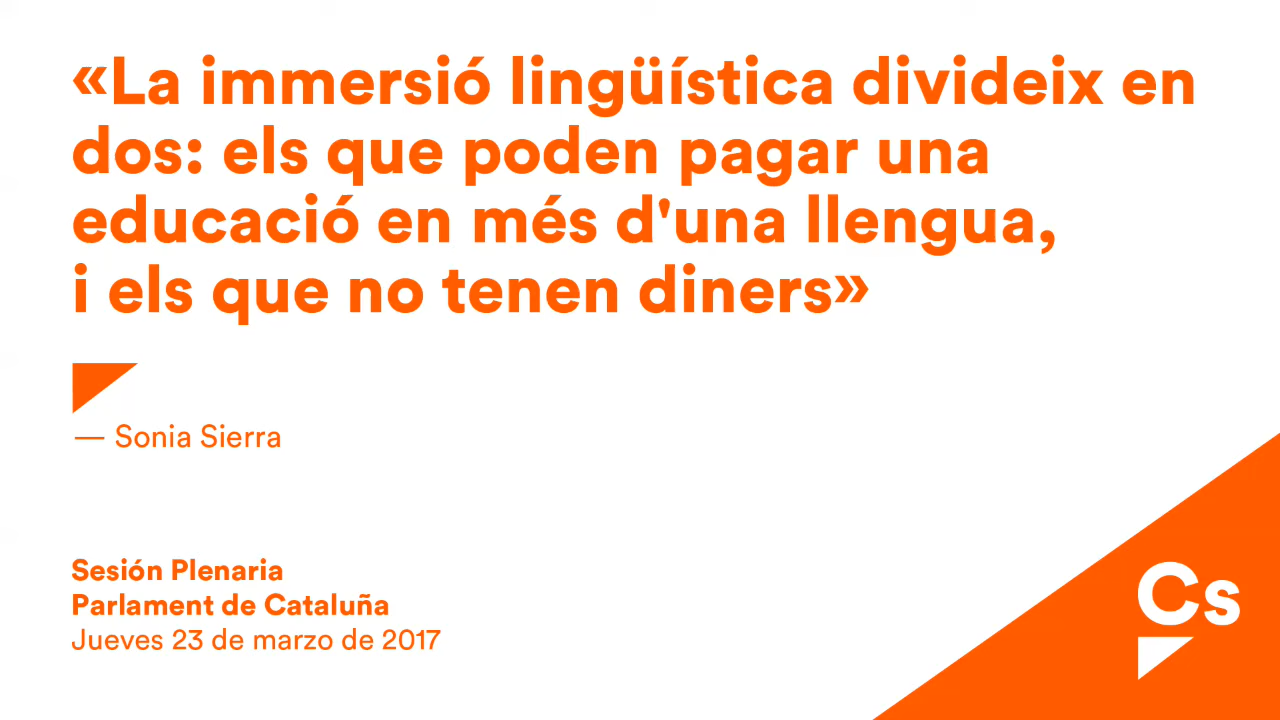 «La immersió lingüística divideix en
dos: els que poden pagar una
educació en més d'una llengua,
i els que no tenen diners»
— Sonia Sierra
Sesión Plenaria
Parlament de Cataluña
Jueves 23 de marzo de 2017
Cs